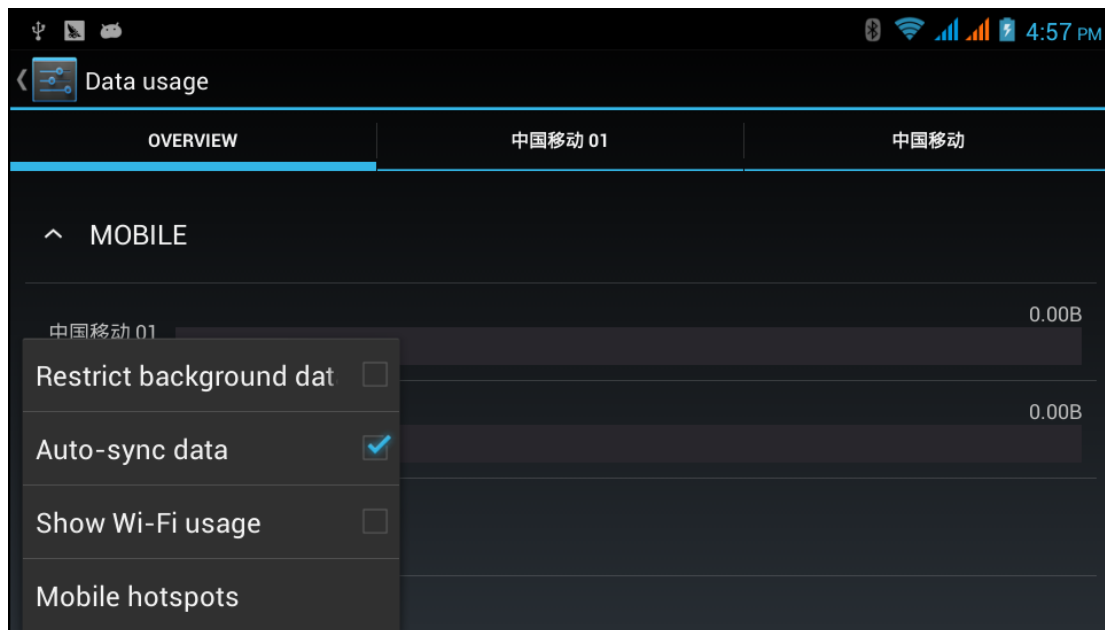 4:57 PM
Data usage
OVERVIEW
中国移动 01
中国移动
MOBILE
0.00B
中国移动 01
Restrict background dat
0.00B
Auto-sync data
Show Wi-Fi usage
Mobile hotspots